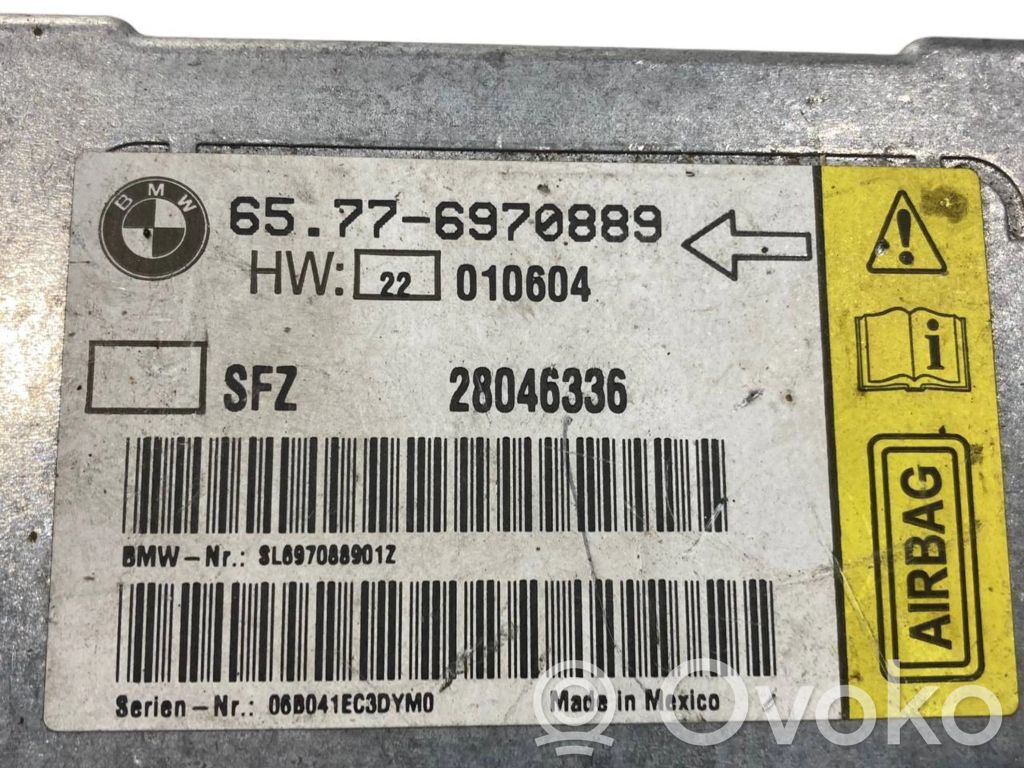 BMW
65.77-6970889
HW: 22 010604
SFZ 28046336
BMW-Nr.: SL697088901Z
Serien-Nr.: 06B041EC3DYM0 Made in Mexico
i
AIRBAG
Ovoko